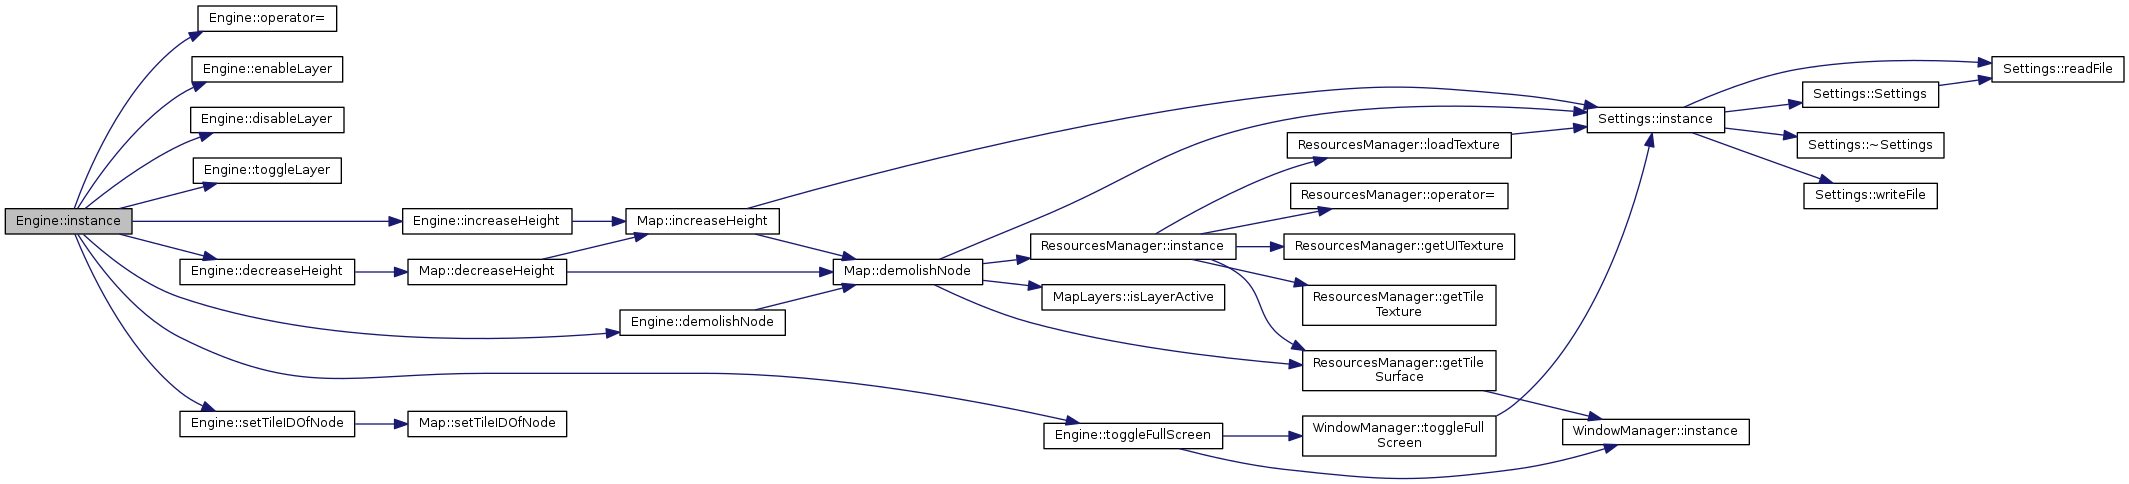 Engine::operator=
Engine::enableLayer
Engine::disableLayer
Engine::toggleLayer
Engine::instance
Engine::increaseHeight
Engine::decreaseHeight
Engine::demolishNode
Engine::setTileIDOfNode
Map::increaseHeight
Map::decreaseHeight
Map::setTileIDOfNode
Map::demolishNode
ResourcesManager::instance
MapLayers::isLayerActive
Engine::toggleFullScreen
ResourcesManager::loadTexture
ResourcesManager::operator=
ResourcesManager::getUITexture
ResourcesManager::getTile
Texture
ResourcesManager::getTile
Surface
WindowManager::toggleFull
Screen
Settings::instance
WindowManager::instance
Settings::readFile
Settings::Settings
Settings::~Settings
Settings::writeFile